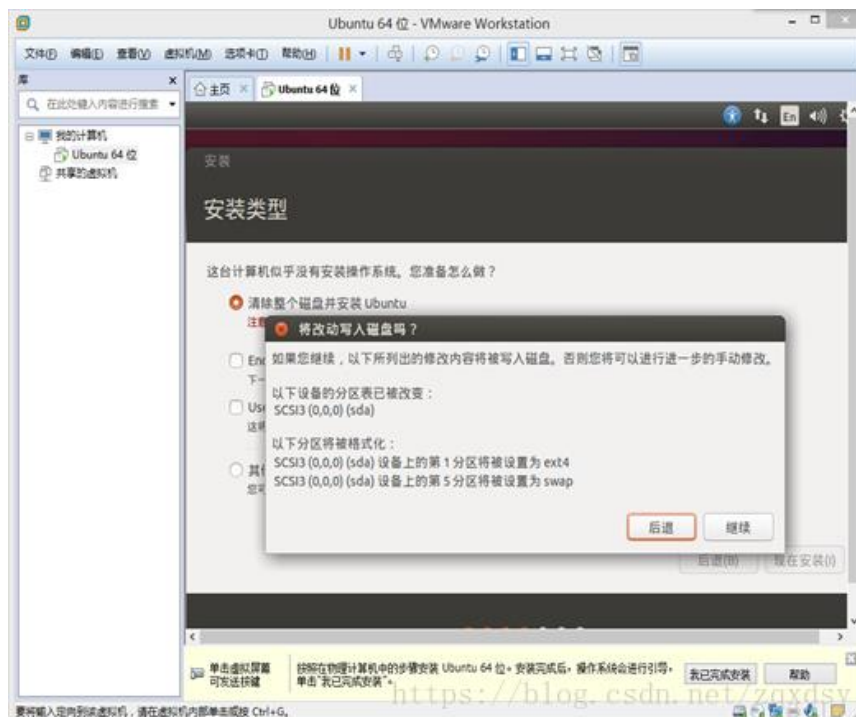 Ubuntu 64 位 - VMware Workstation
文件(F) 编辑(E) 查看(V) 虚拟机(M) 选项卡(T) 帮助(H)
库
主页 Ubuntu 64 位
在此处键入内容进行搜索
我的计算机
Ubuntu 64 位
共享的虚拟机
En
安装
安装类型
这台计算机似乎没有安装操作系统。您准备怎么做？
清除整个磁盘并安装 Ubuntu
注意
将改动写入磁盘吗？
如果您继续，以下所列出的修改内容将被写入磁盘。否则您将可以进行进一步的手动修改。
以下设备的分区表已被改变：
SCSI3 (0,0,0) (sda)
以下分区将被格式化：
SCSI3 (0,0,0) (sda) 设备上的第 1 分区将被设置为 ext4
SCSI3 (0,0,0) (sda) 设备上的第 5 分区将被设置为 swap
后退 继续
Enc
下一
Use
这将
其他
您可
后退(B) 现在安装(I)
单击虚拟屏幕
可发送按键
按照在物理计算机中的步骤安装 Ubuntu 64 位。安装完成后，操作系统会进行引导，
单击"我已完成安装"。
我已完成安装 帮助
https://blog.csdn.net/zqxdsy
要将输入定向到该虚拟机，请在虚拟机内部单击或按 Ctrl+G。